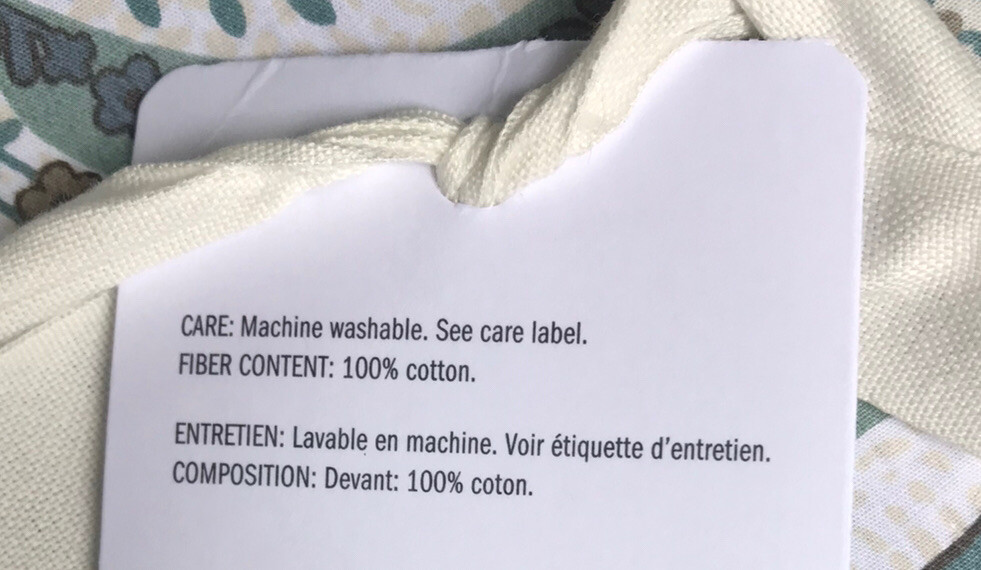 CARE: Machine washable. See care label.
FIBER CONTENT: 100% cotton.
ENTRETIEN: Lavable en machine. Voir étiquette d'entretien.
COMPOSITION: Devant: 100% coton.